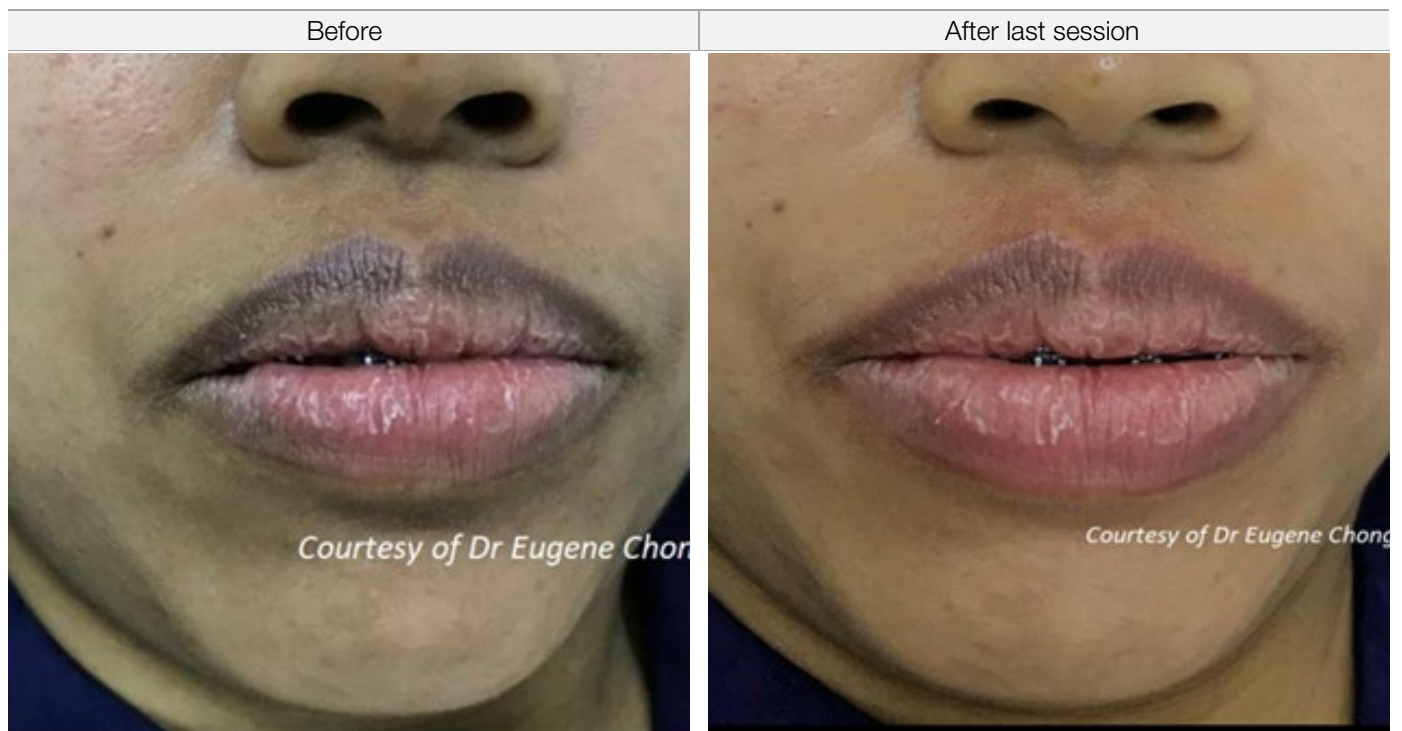 Before
After last session
Courtesy of Dr Eugene Chon
Courtesy of Dr Eugene Chong